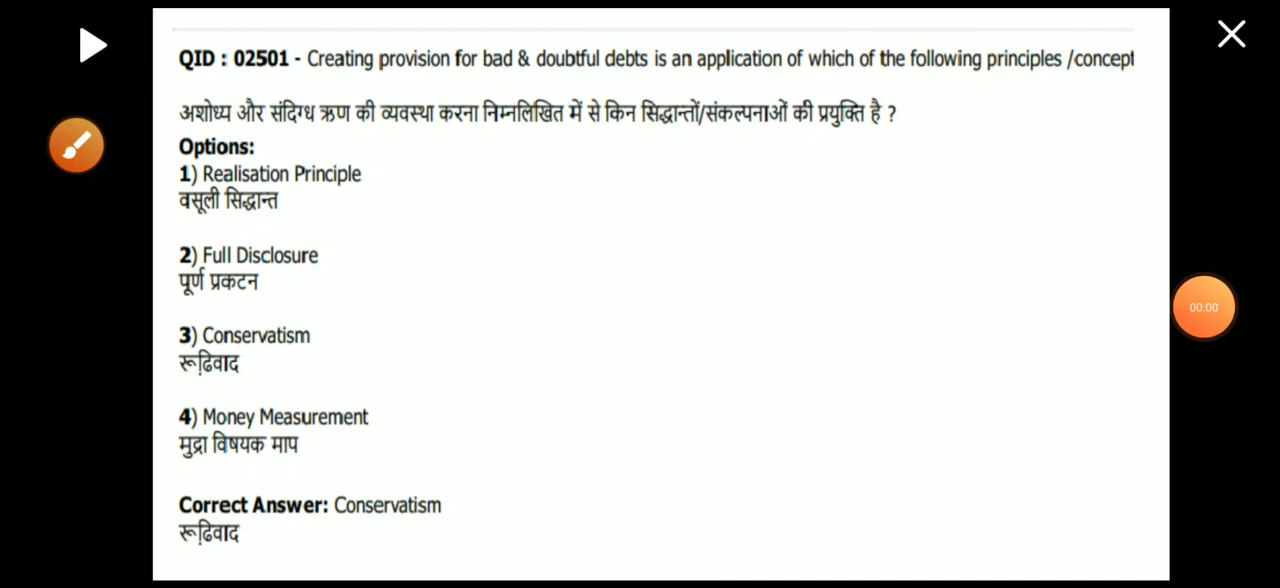 QID : 02501 - Creating provision for bad & doubtful debts is an application of which of the following principles /concept
अशोध्य और संदिग्ध ऋण की व्यवस्था करना निम्नलिखित में से किन सिद्धान्तों/संकल्पनाओं की प्रयुक्ति है ?
Options:
1) Realisation Principle
वसूली सिद्धान्त
2) Full Disclosure
पूर्ण प्रकटन
3) Conservatism
रूढ़िवाद
4) Money Measurement
मुद्रा विषयक माप
Correct Answer: Conservatism
रूढ़िवाद
00:00